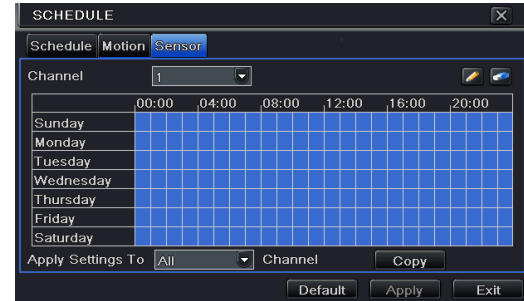 SCHEDULE
Schedule Motion Sensor
Channel 1
00:00 04:00 08:00 12:00 16:00 20:00
Sunday
Monday
Tuesday
Wednesday
Thursday
Friday
Saturday
Apply Settings To All Channel Copy
Default Apply Exit